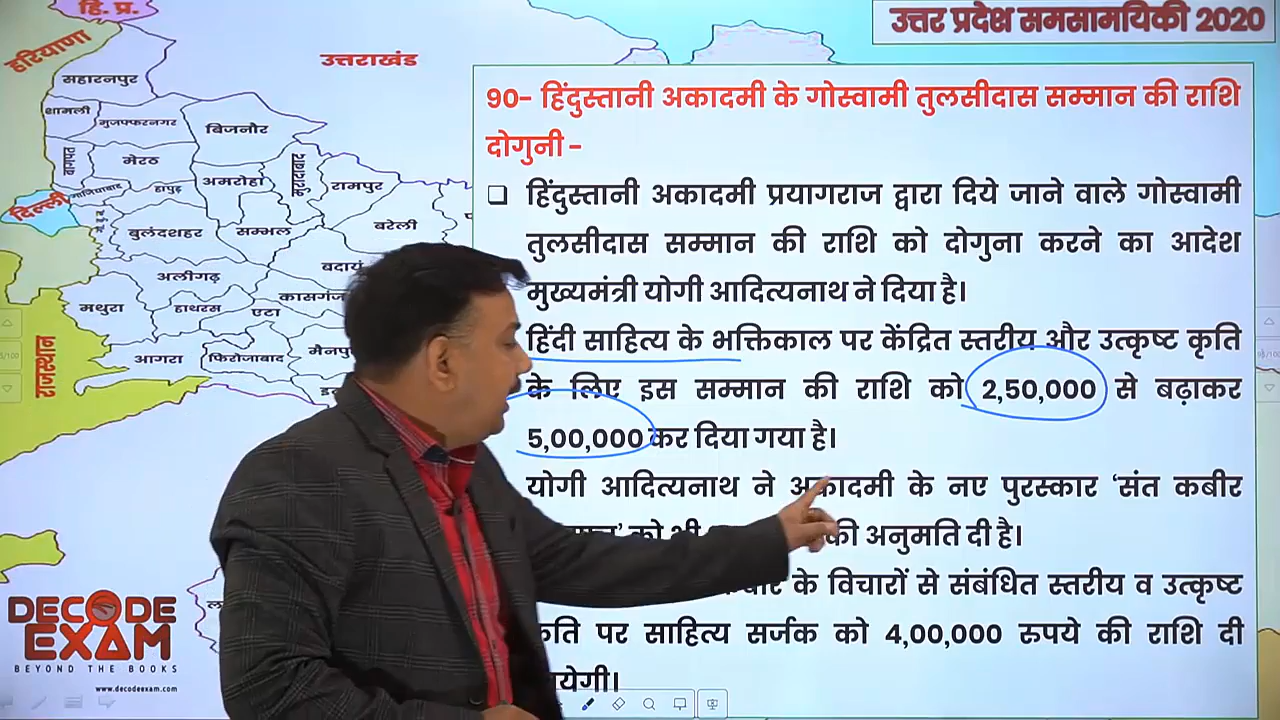 उत्तर प्रदेश समसामयिकी 2020
90- हिंदुस्तानी अकादमी के गोस्वामी तुलसीदास सम्मान की राशि
दोगुनी -
हिंदुस्तानी अकादमी प्रयागराज द्वारा दिये जाने वाले गोस्वामी
तुलसीदास सम्मान की राशि को दोगुना करने का आदेश
मुख्यमंत्री योगी आदित्यनाथ ने दिया है।
हिंदी साहित्य के भक्तिकाल पर केंद्रित स्तरीय और उत्कृष्ट कृति
के लिए इस सम्मान की राशि को 2,50,000 से बढ़ाकर
5,00,000 कर दिया गया है।
योगी आदित्यनाथ ने अकादमी के नए पुरस्कार ‘संत कबीर
को भी की अनुमति दी है।
के विचारों से संबंधित स्तरीय व उत्कृष्ट
कृति पर साहित्य सर्जक को 4,00,000 रुपये की राशि दी
हि. प्र.
हरियाणा
उत्तराखंड
सहारनपुर
शामली
मुजफ्फरनगर
बिजनौर
बागपत
मेरठ
मुरादाबाद
अमरोहा
रामपुर
गाजियाबाद
हापुड़
दिल्ली
बुलंदशहर
सम्भल
बरेली
अलीगढ़
बदायूं
मथुरा
हाथरस
एटा
राजस्थान
आगरा
फिरोजाबाद
DECODE
EXAM
BEYOND THE BOOKS
www.decodeexam.com